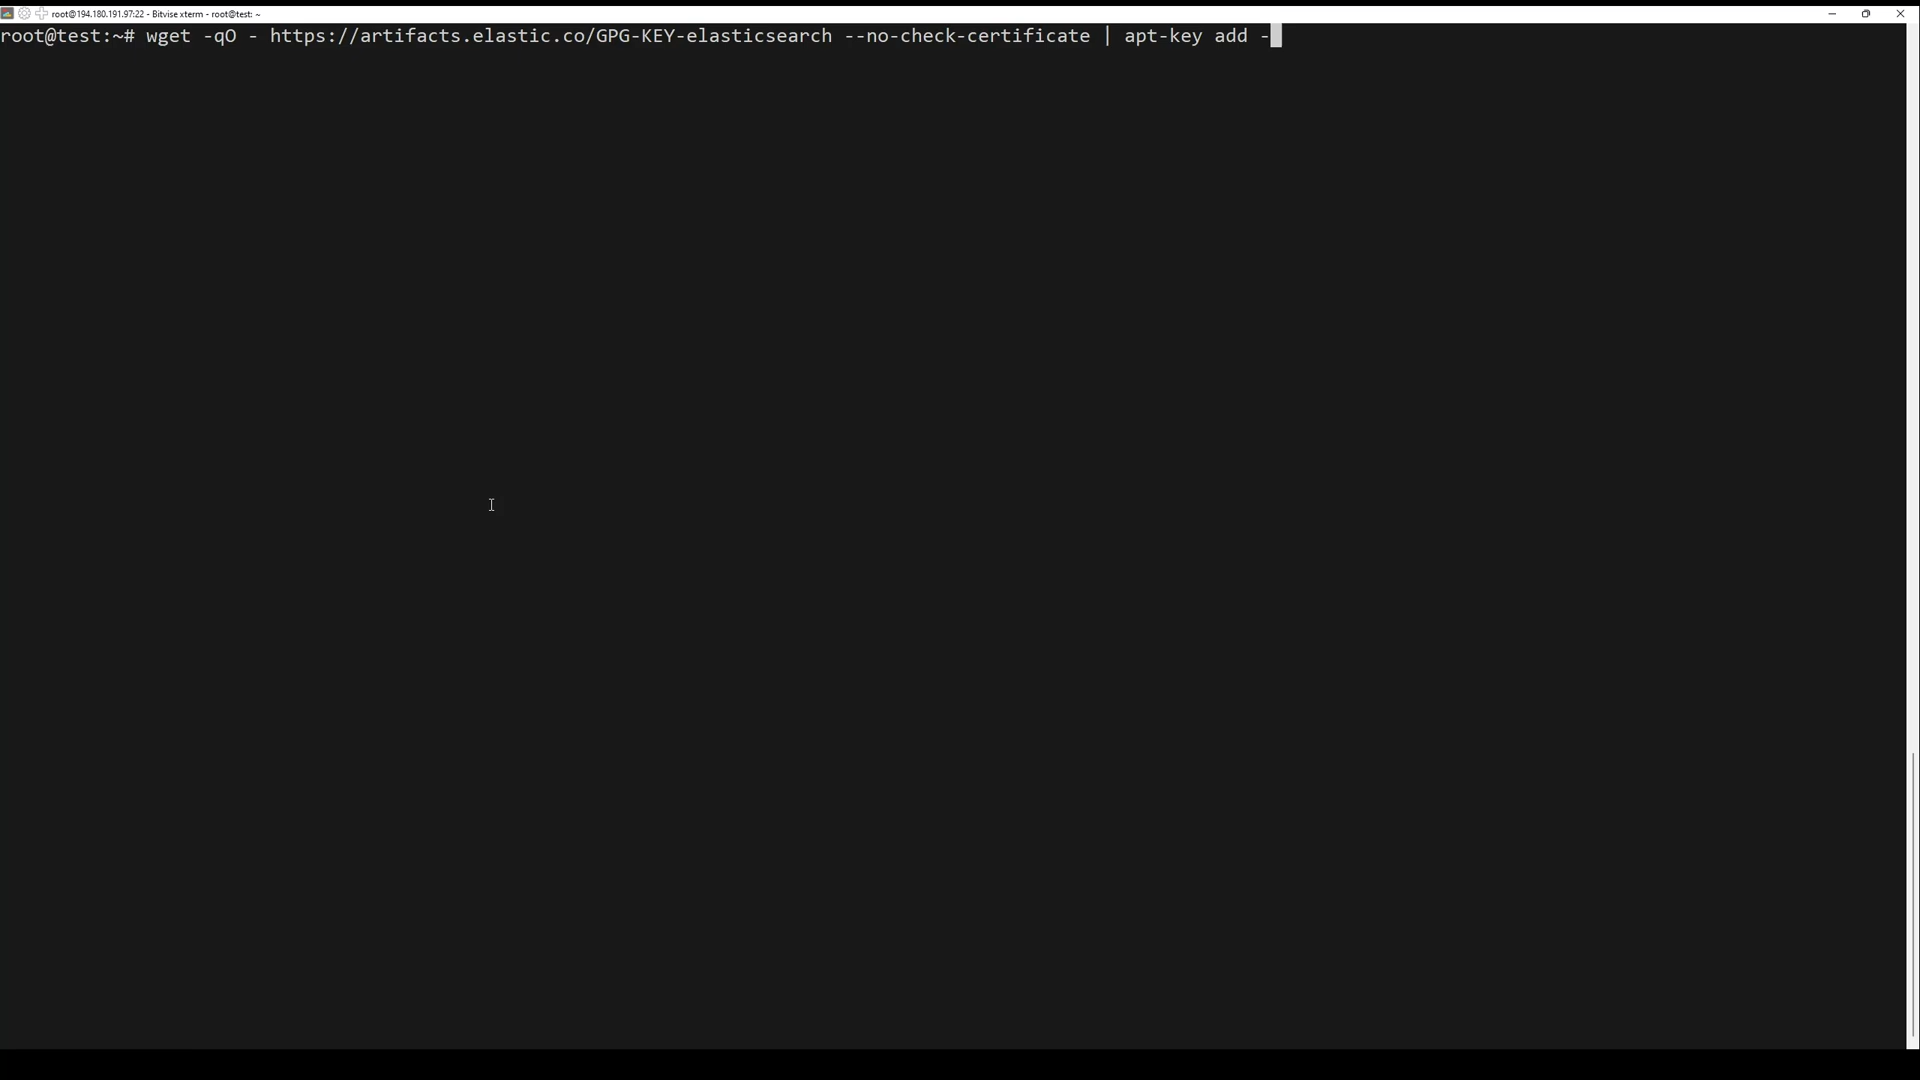 root@194.180.191.97:22 - Bitvise xterm - root@test: ~
root@test:~# wget -qO - https://artifacts.elastic.co/GPG-KEY-elasticsearch --no-check-certificate | apt-key add -